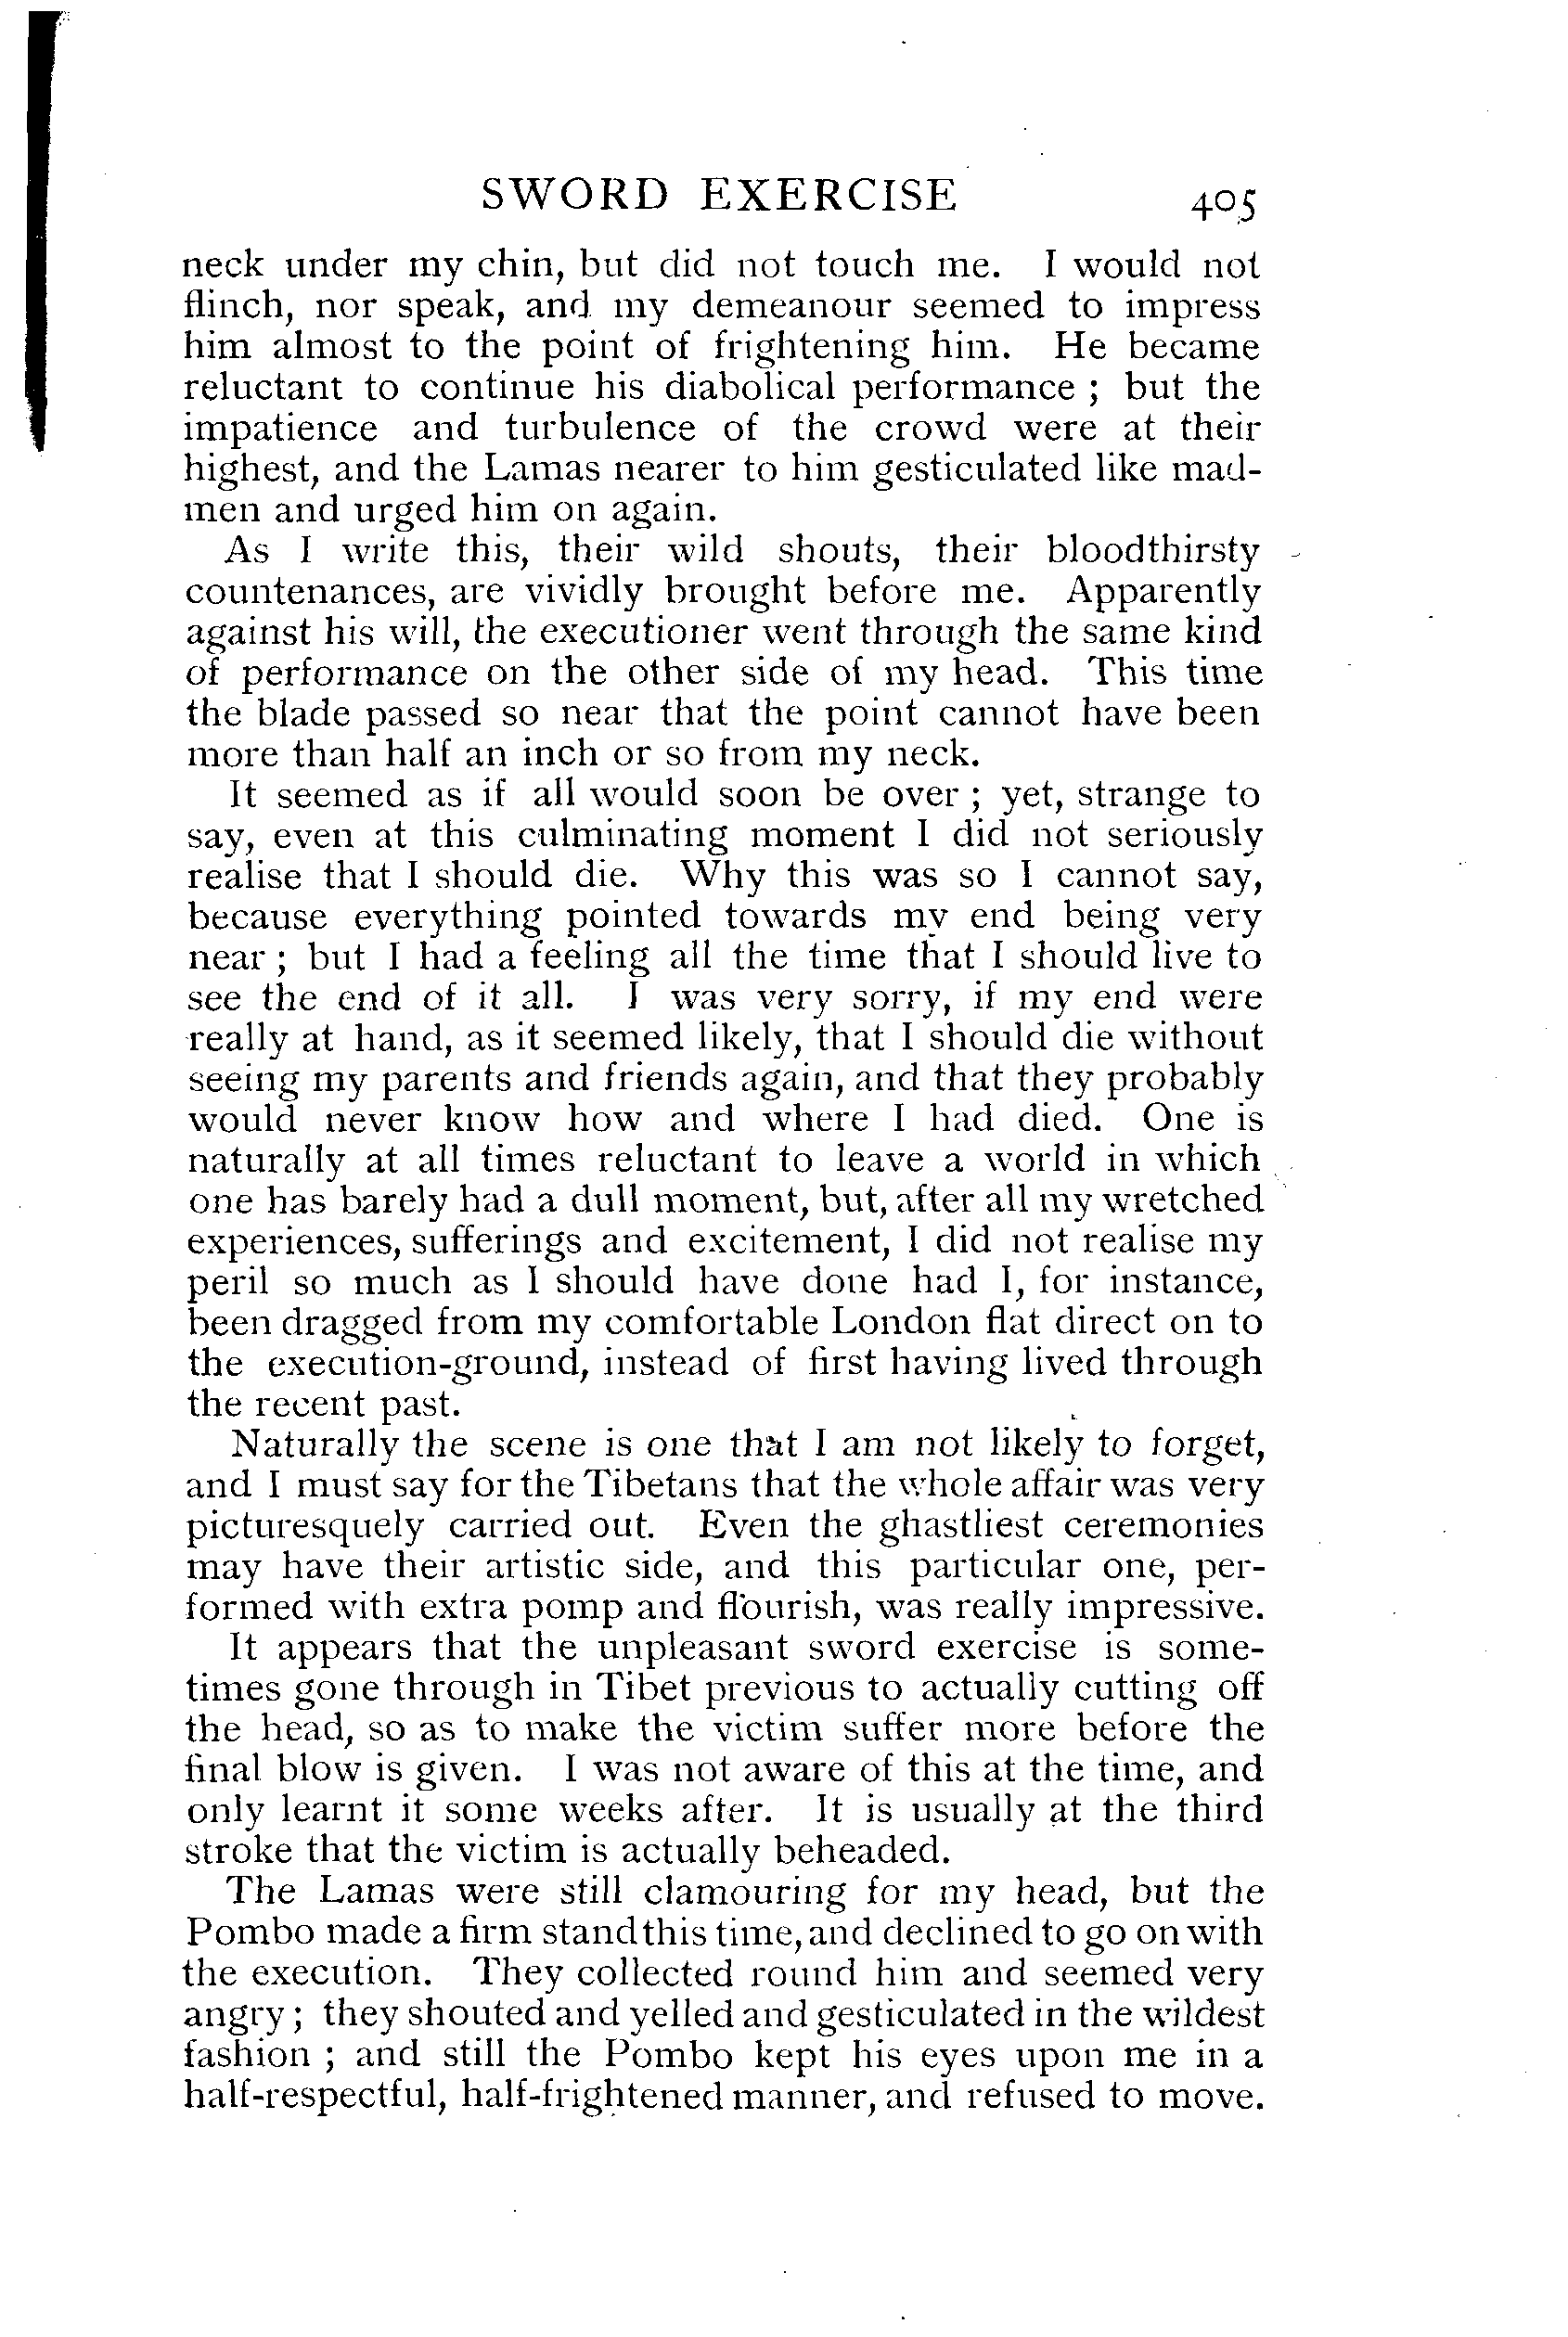 SWORD EXERCISE 405
neck under my chin, but did not touch me. I would not
flinch, nor speak, and my demeanour seemed to impress
him almost to the point of frightening him. He became
reluctant to continue his diabolical performance ; but the
impatience and turbulence of the crowd were at their
highest, and the Lamas nearer to him gesticulated like mad-
men and urged him on again.
As I write this, their wild shouts, their bloodthirsty
countenances, are vividly brought before me. Apparently
against his will, the executioner went through the same kind
of performance on the other side of my head. This time
the blade passed so near that the point cannot have been
more than half an inch or so from my neck.
It seemed as if all would soon be over ; yet, strange to
say, even at this culminating moment I did not seriously
realise that I should die. Why this was so I cannot say,
because everything pointed towards my end being very
near ; but I had a feeling all the time that I should live to
see the end of it all. I was very sorry, if my end were
really at hand, as it seemed likely, that I should die without
seeing my parents and friends again, and that they probably
would never know how and where I had died. One is
naturally at all times reluctant to leave a world in which
one has barely had a dull moment, but, after all my wretched
experiences, sufferings and excitement, I did not realise my
peril so much as I should have done had I, for instance,
been dragged from my comfortable London flat direct on to
the execution-ground, instead of first having lived through
the recent past.
Naturally the scene is one that I am not likely to forget,
and I must say for the Tibetans that the whole affair was very
picturesquely carried out. Even the ghastliest ceremonies
may have their artistic side, and this particular one, per-
formed with extra pomp and flourish, was really impressive.
It appears that the unpleasant sword exercise is some-
times gone through in Tibet previous to actually cutting off
the head, so as to make the victim suffer more before the
final blow is given. I was not aware of this at the time, and
only learnt it some weeks after. It is usually at the third
stroke that the victim is actually beheaded.
The Lamas were still clamouring for my head, but the
Pombo made a firm stand this time, and declined to go on with
the execution. They collected round him and seemed very
angry ; they shouted and yelled and gesticulated in the wildest
fashion ; and still the Pombo kept his eyes upon me in a
half-respectful, half-frightened manner, and refused to move.